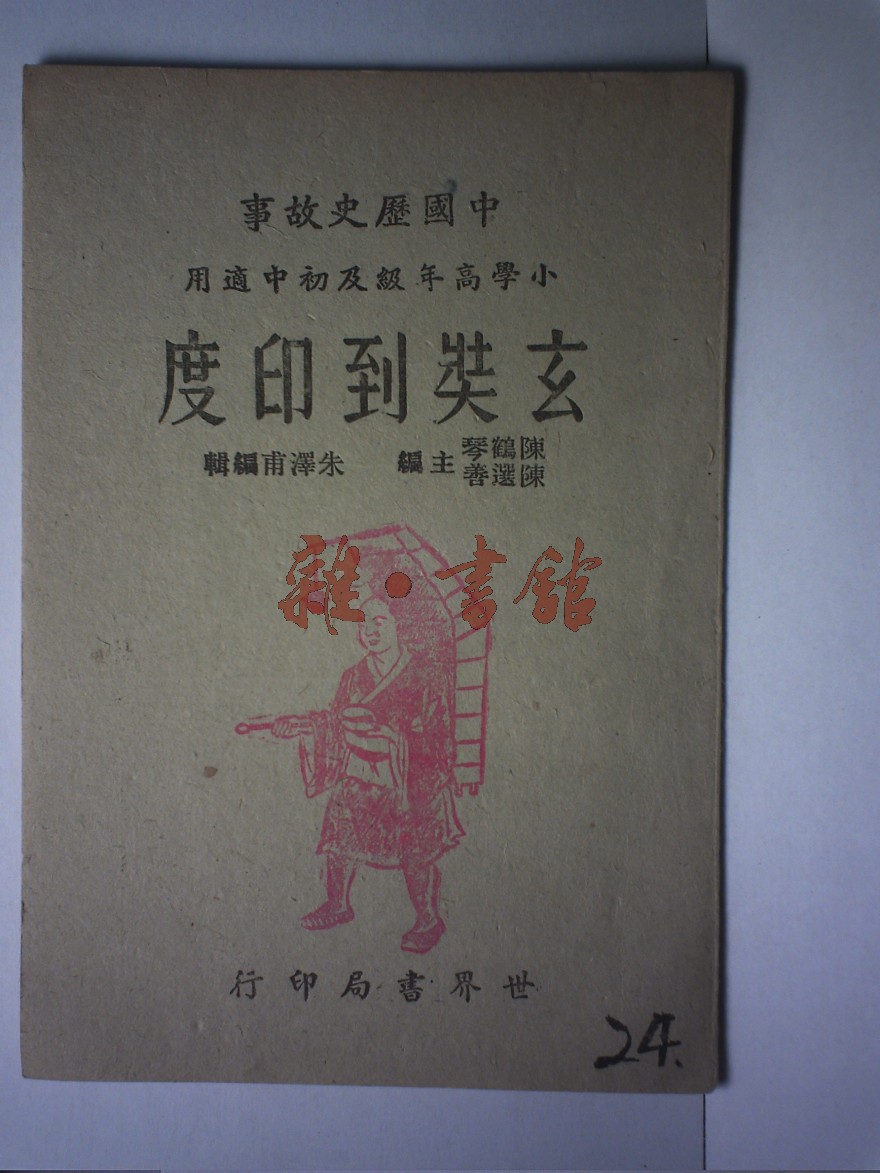 中國歷史故事
小學高年級及初中適用
玄奘到印度
陳鶴琴
陳選善
主編 朱澤甫編輯
雜·書館
世界書局印行
24.